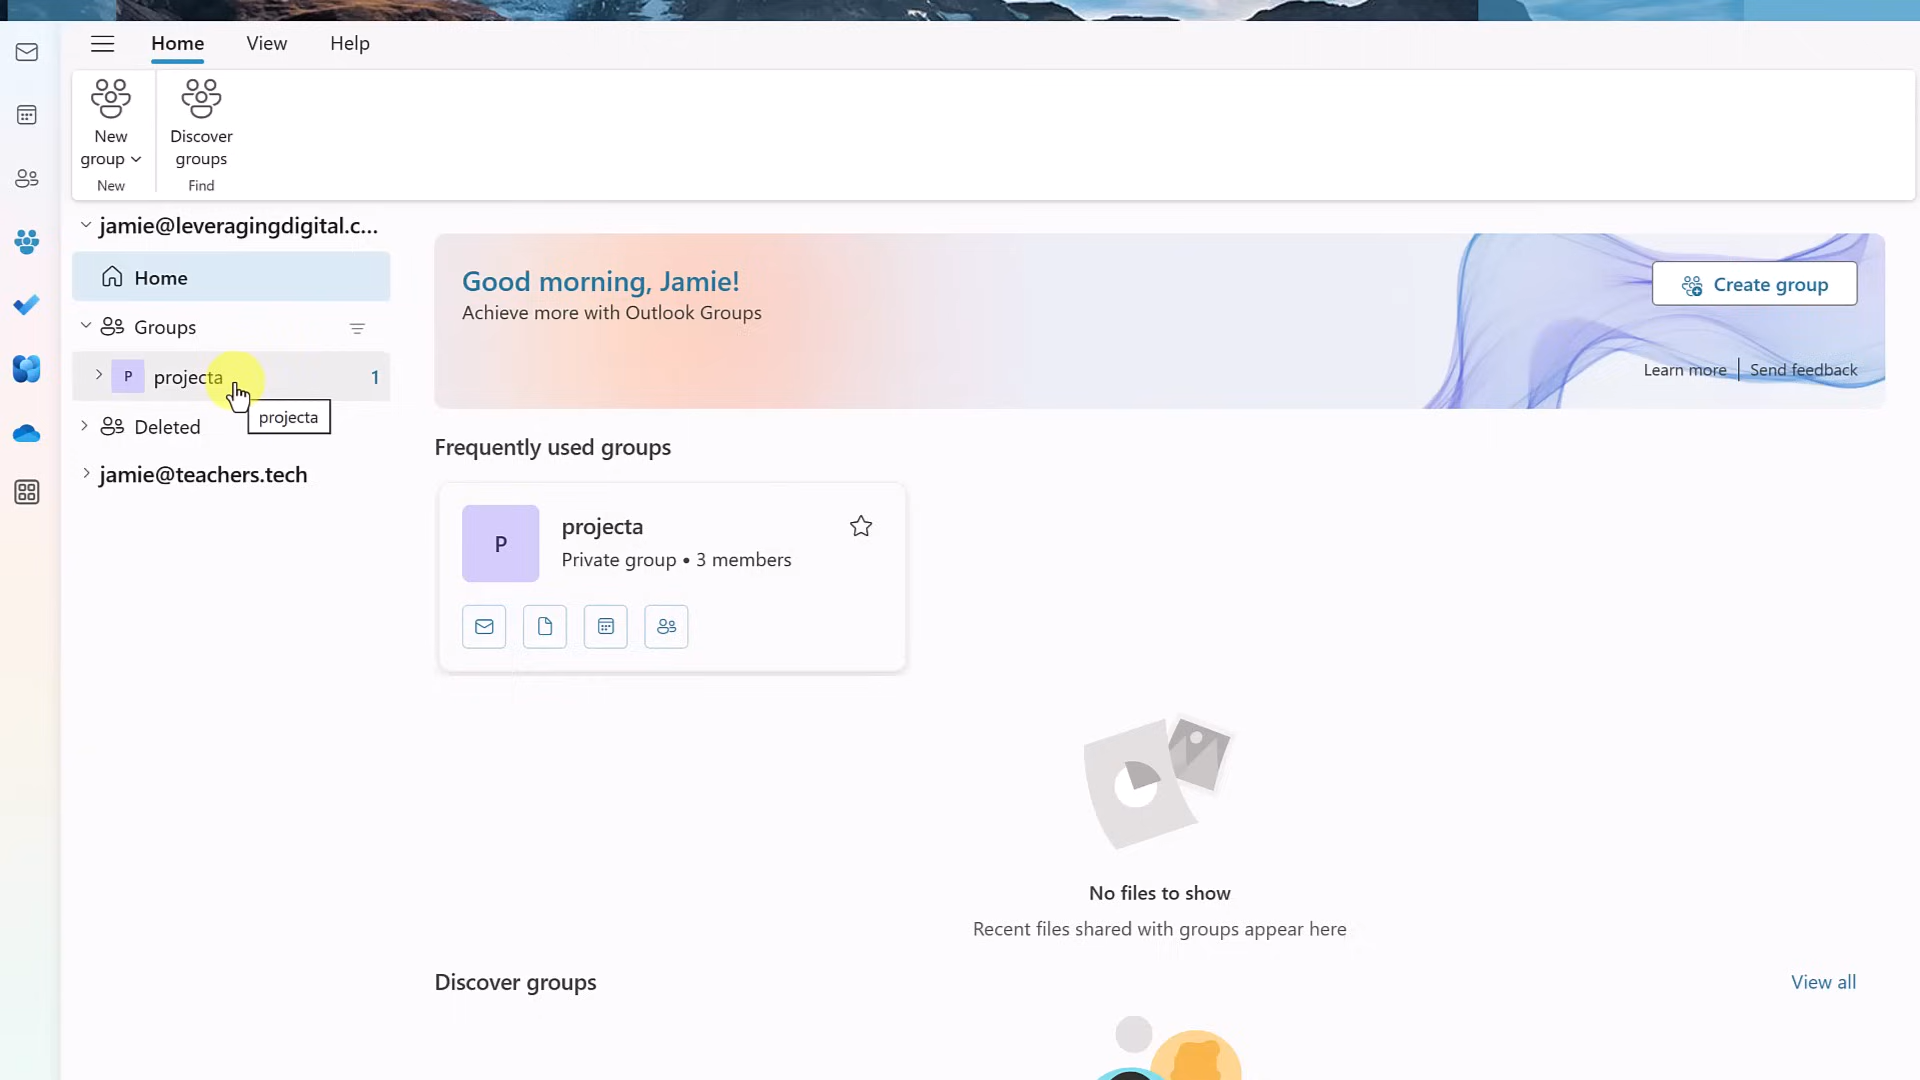 Home
View
Help
New
group
New
Discover
groups
Find
jamie@leveragingdigital.c...
Home
Groups
P
projecta
1
projecta
Deleted
jamie@teachers.tech
Good morning, Jamie!
Achieve more with Outlook Groups
Create group
Learn more
Send feedback
Frequently used groups
P
projecta
Private group • 3 members
No files to show
Recent files shared with groups appear here
Discover groups
View all